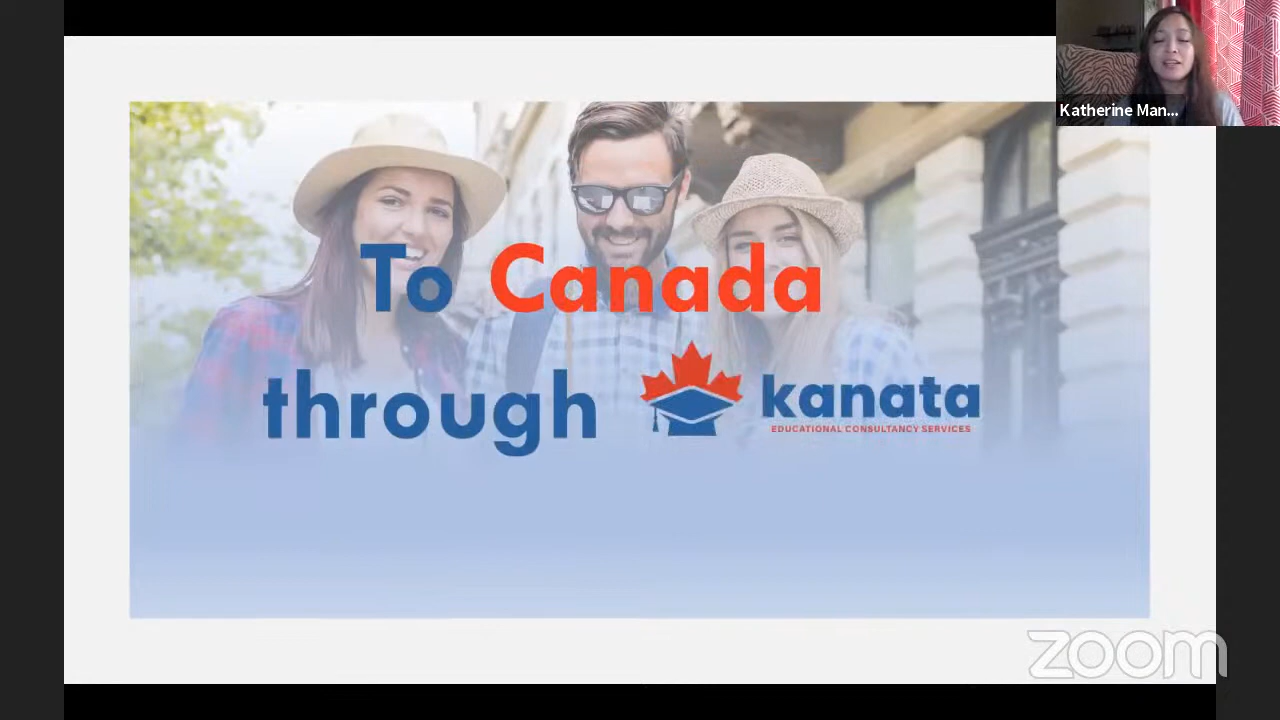 Katherine Man...
To Canada
through kanata
EDUCATIONAL CONSULTANCY SERVICES
zoom